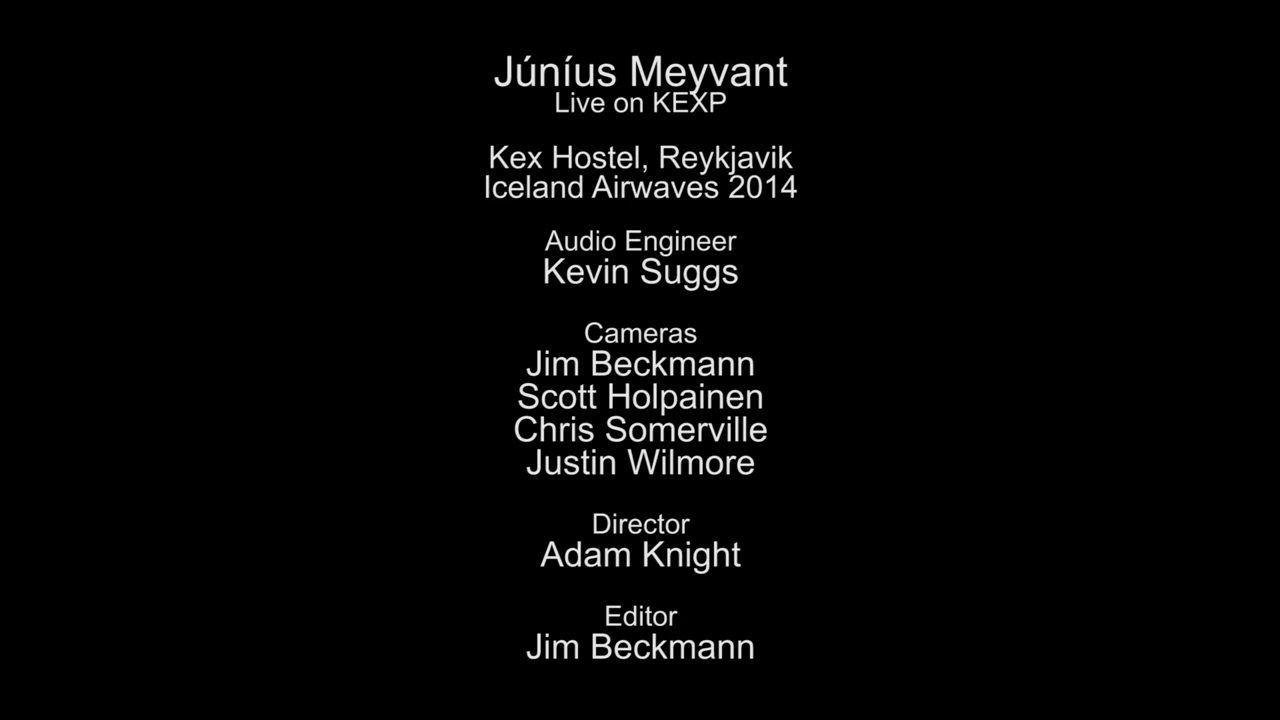 Júníus Meyvant
Live on KEXP
Kex Hostel, Reykjavik
Iceland Airwaves 2014
Audio Engineer
Kevin Suggs
Cameras
Jim Beckmann
Scott Holpainen
Chris Somerville
Justin Wilmore
Director
Adam Knight
Editor
Jim Beckmann